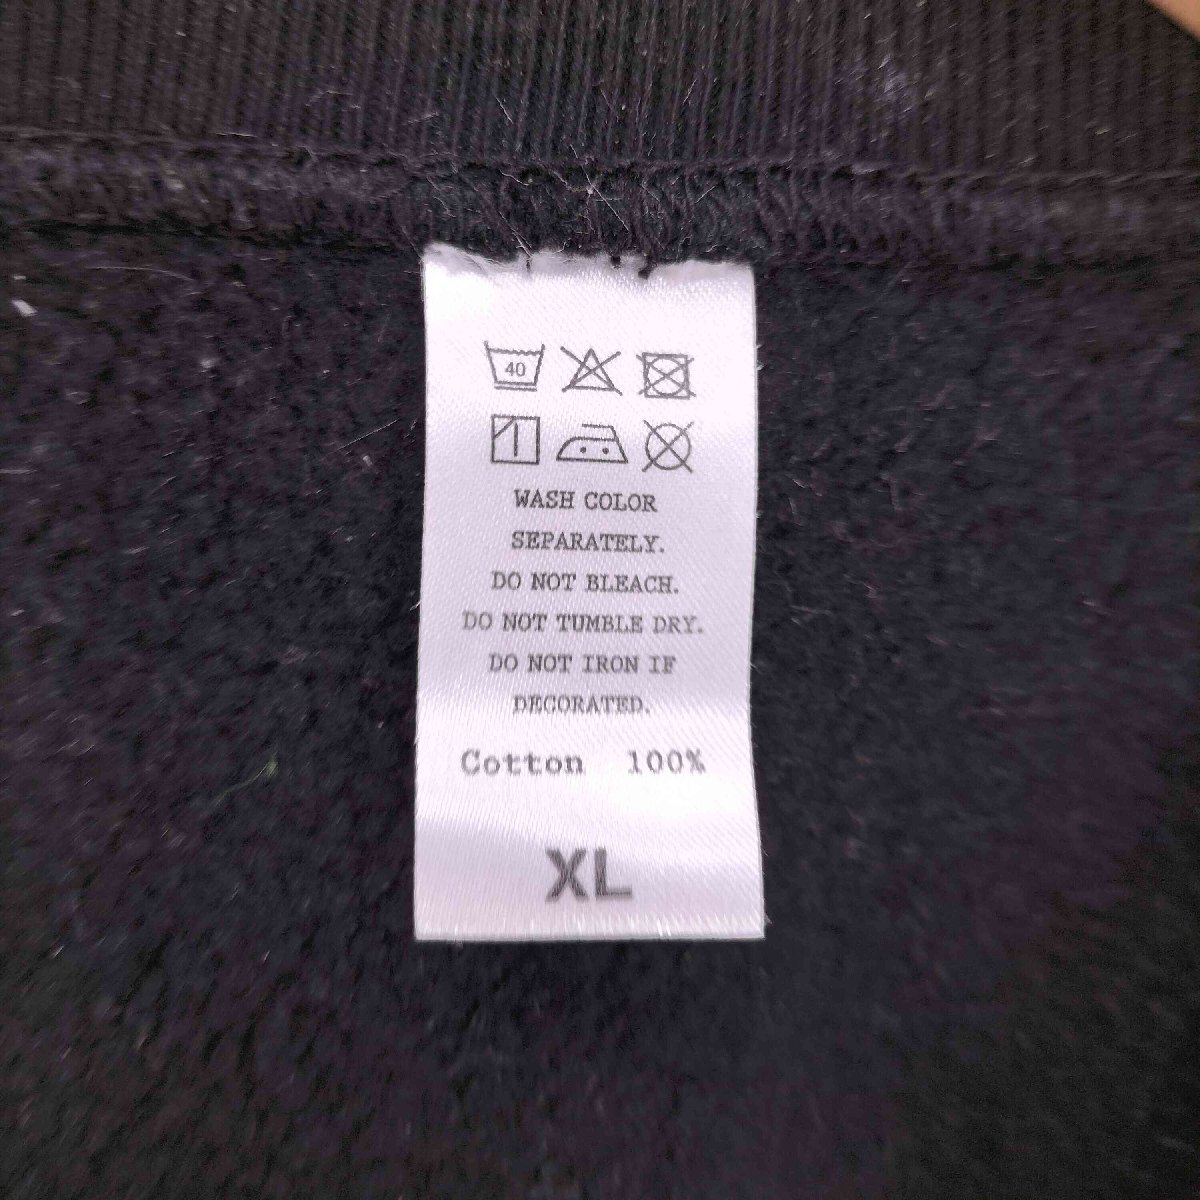 40
WASH COLOR
SEPARATELY.
DO NOT BLEACH.
DO NOT TUMBLE DRY.
DO NOT IRON IF
DECORATED.
Cotton 100%
XL